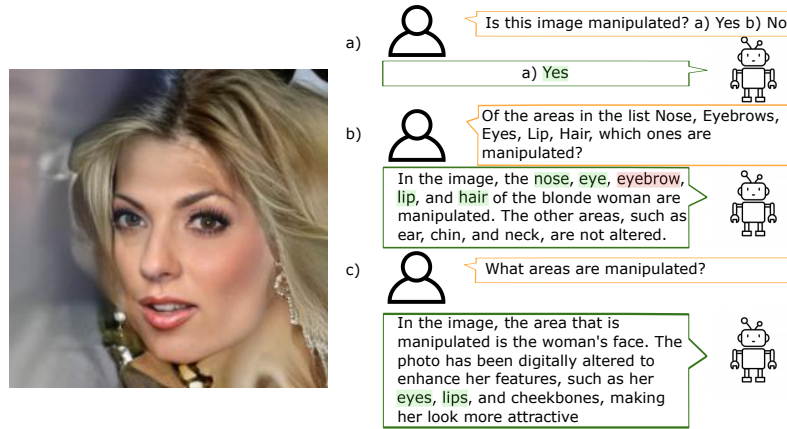 a)
Is this image manipulated? a) Yes b) No
a) Yes
b)
Of the areas in the list Nose, Eyebrows,
Eyes, Lip, Hair, which ones are
manipulated?
In the image, the nose, eye, eyebrow,
lip, and hair of the blonde woman are
manipulated. The other areas, such as
ear, chin, and neck, are not altered.
c)
What areas are manipulated?
In the image, the area that is
manipulated is the woman's face. The
photo has been digitally altered to
enhance her features, such as her
eyes, lips, and cheekbones, making
her look more attractive